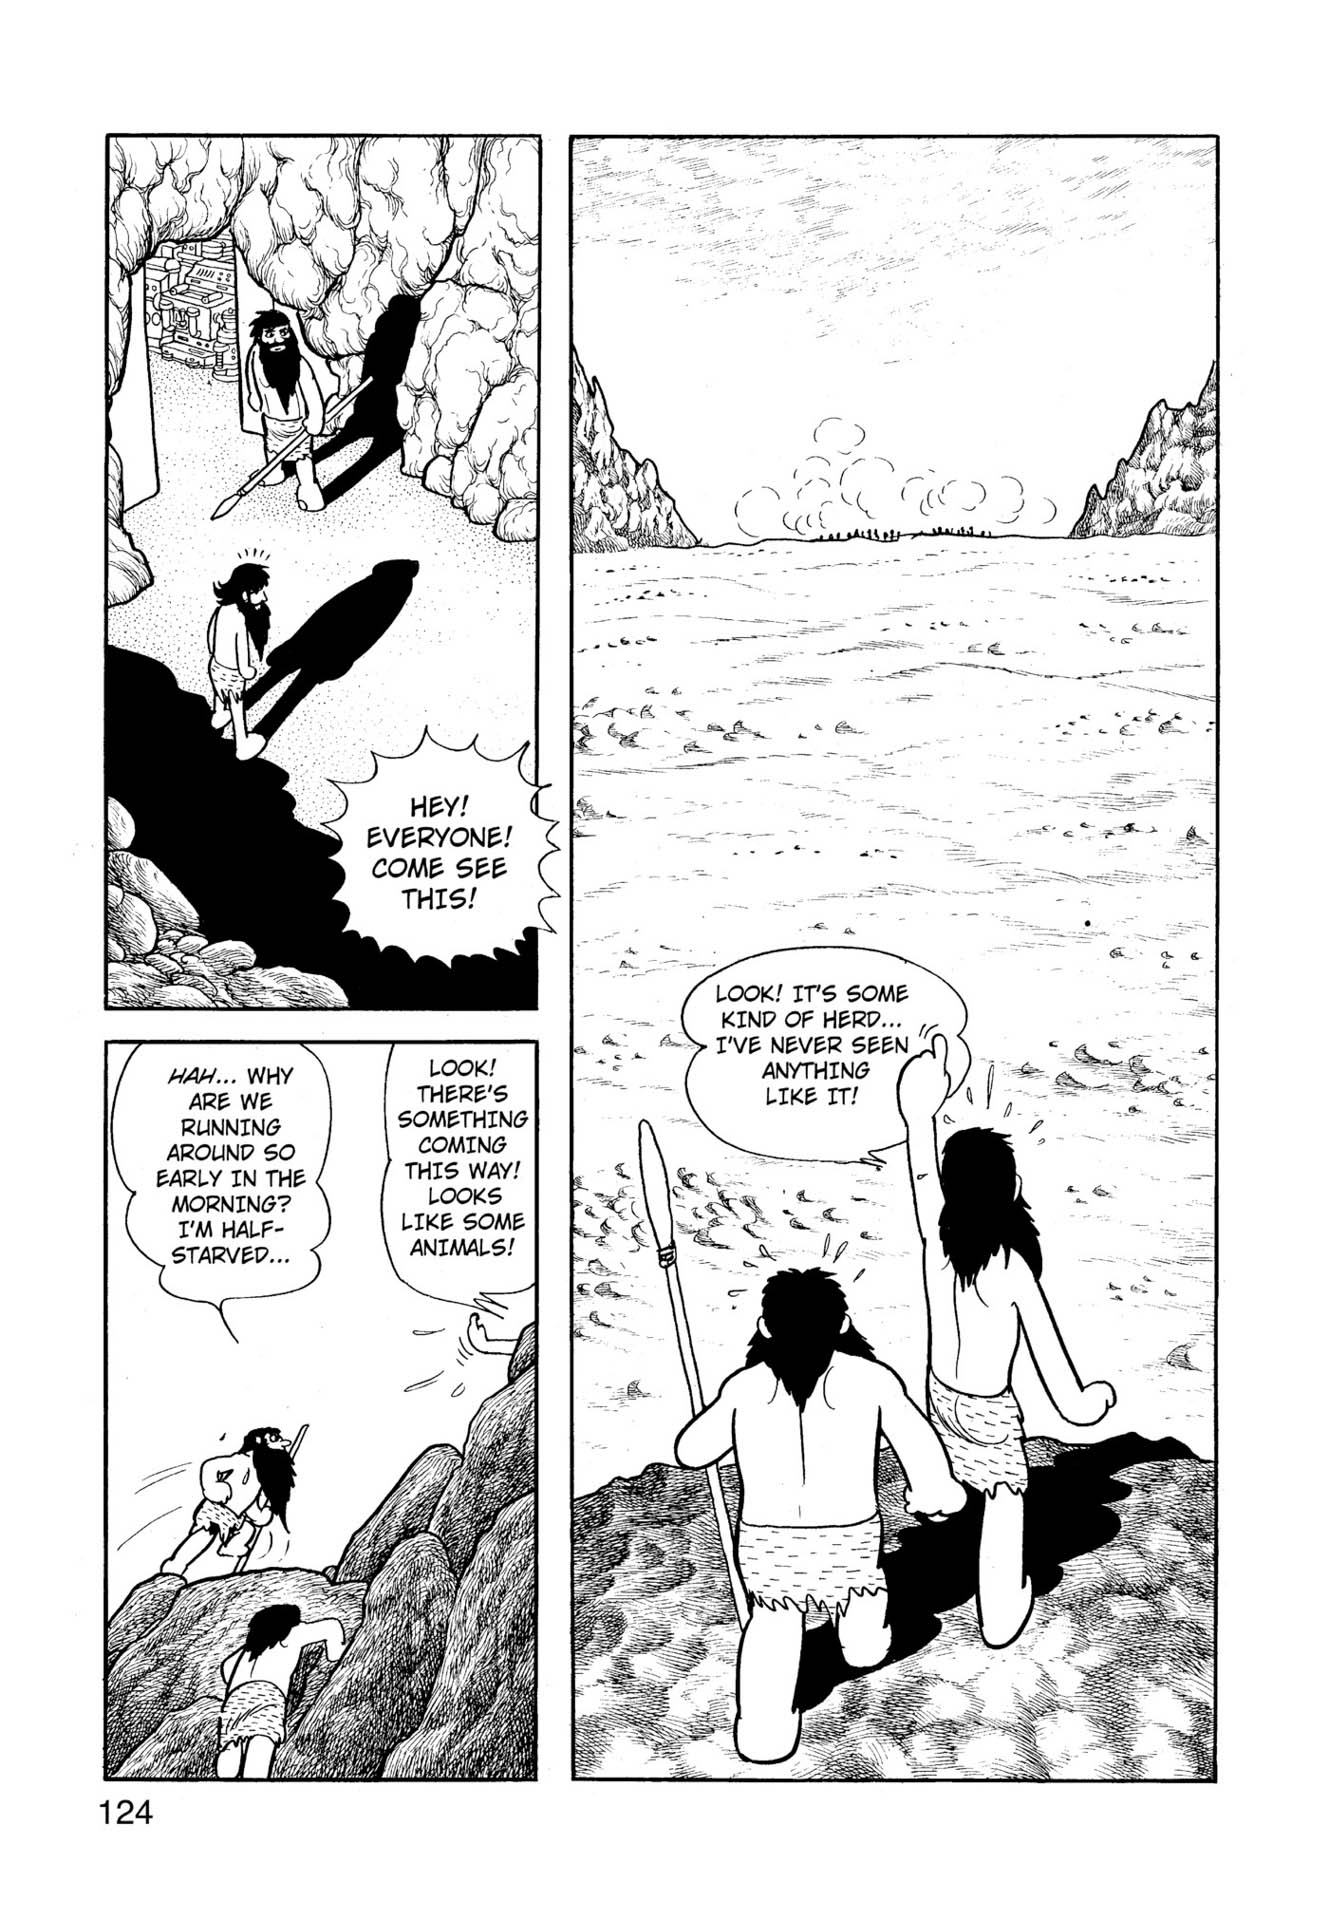 HEY!
EVERYONE!
COME SEE
THIS!
HAH... WHY
ARE WE
RUNNING
AROUND SO
EARLY IN THE
MORNING?
I'M HALF-
STARVED...
LOOK!
THERE'S
SOMETHING
COMING
THIS WAY!
LOOKS
LIKE SOME
ANIMALS!
LOOK! IT'S SOME
KIND OF HERD...
I'VE NEVER SEEN
ANYTHING
LIKE IT!
124